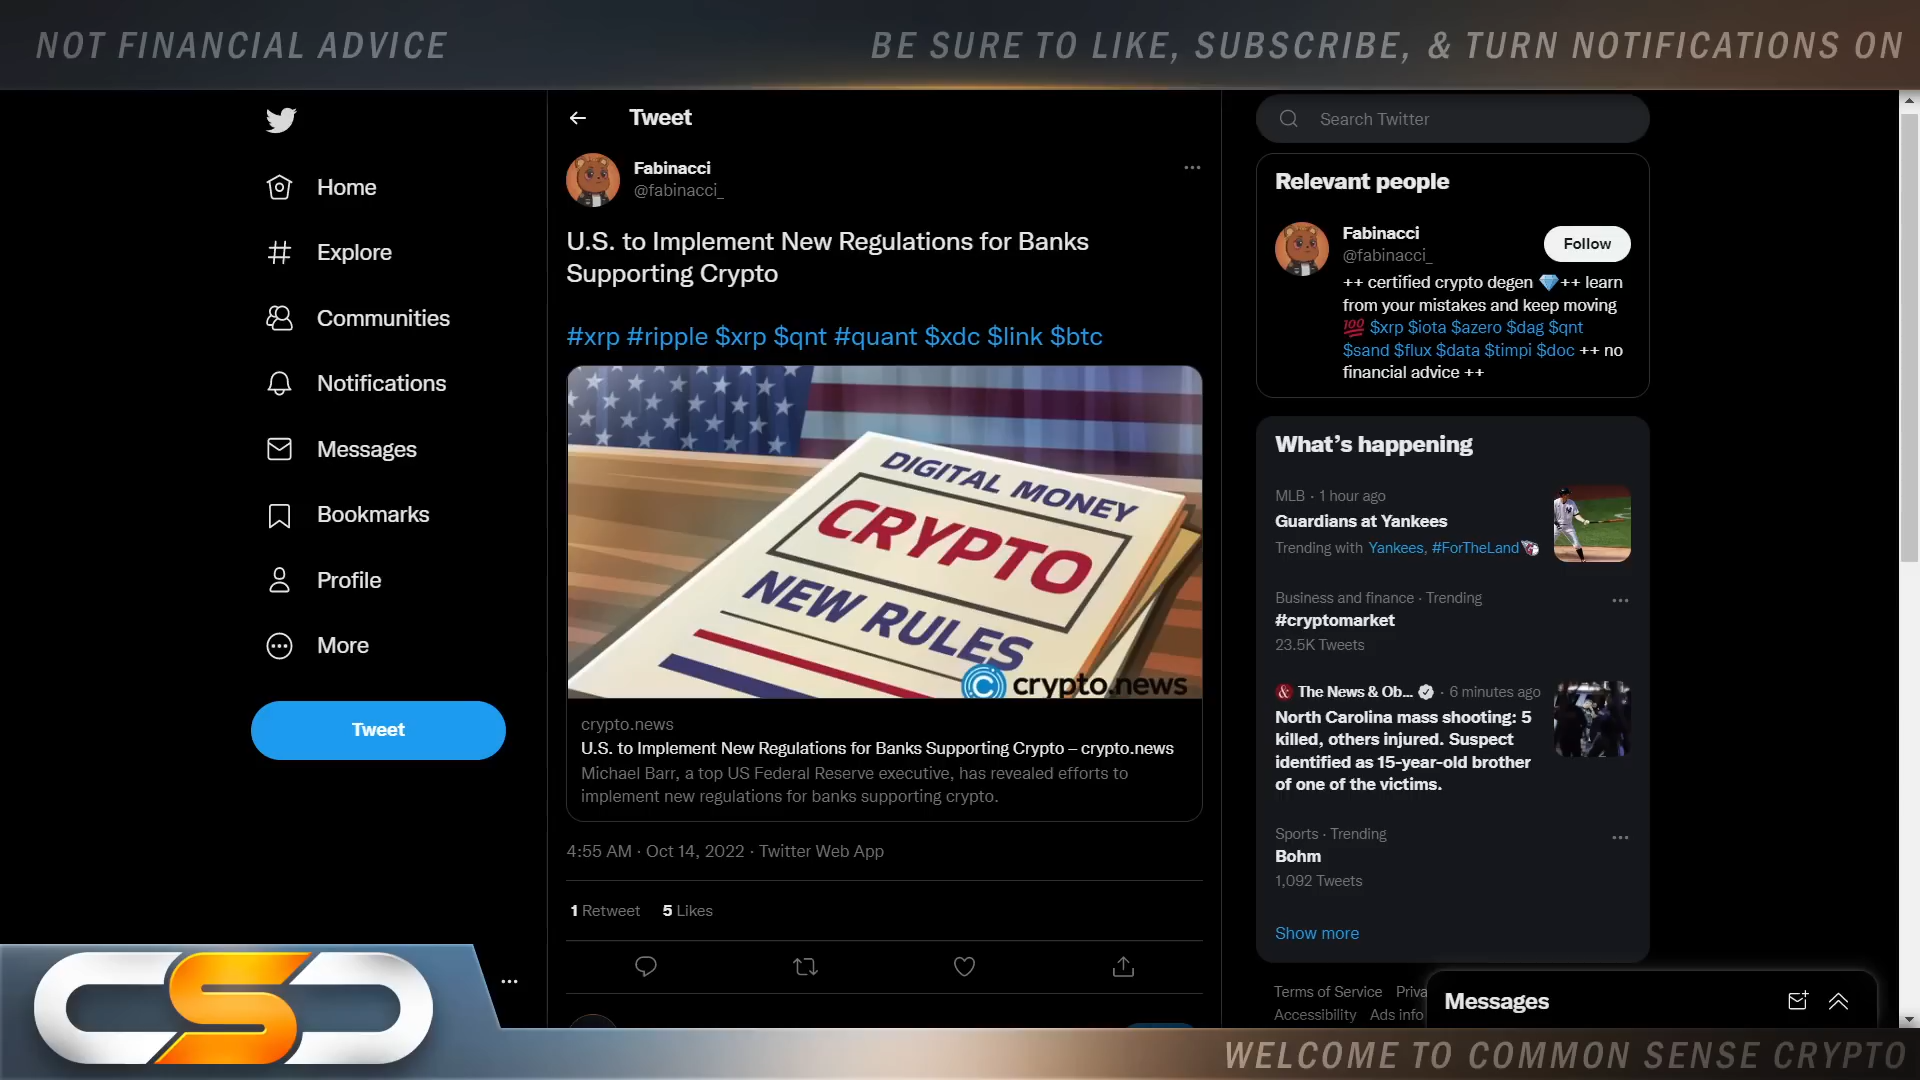 NOT FINANCIAL ADVICE
BE SURE TO LIKE, SUBSCRIBE, & TURN NOTIFICATIONS ON
Home
Explore
Communities
Notifications
Messages
Bookmarks
Profile
More
Tweet
Tweet
Fabinacci
@fabinacci_
U.S. to Implement New Regulations for Banks
Supporting Crypto
#xrp #ripple $xrp $qnt #quant $xdc $link $btc
DIGITAL MONEY
CRYPTO
NEW RULES
crypto.news
crypto.news
U.S. to Implement New Regulations for Banks Supporting Crypto – crypto.news
Michael Barr, a top US Federal Reserve executive, has revealed efforts to
implement new regulations for banks supporting crypto.
4:55 AM · Oct 14, 2022 · Twitter Web App
1 Retweet 5 Likes
Search Twitter
Relevant people
Fabinacci
@fabinacci_
Follow
++ certified crypto degen 💎++ learn
from your mistakes and keep moving
💯 $xrp $iota $azero $dag $qnt
$sand $flux $data $timpi $doc ++ no
financial advice ++
What's happening
MLB · 1 hour ago
Guardians at Yankees
Trending with Yankees, #ForTheLand
Business and finance · Trending
#cryptomarket
23.5K Tweets
The News & Ob... · 6 minutes ago
North Carolina mass shooting: 5
killed, others injured. Suspect
identified as 15-year-old brother
of one of the victims.
Sports · Trending
Bohm
1,092 Tweets
Show more
Terms of Service Priva
Accessibility Ads info
Messages
CSC
WELCOME TO COMMON SENSE CRYPTO